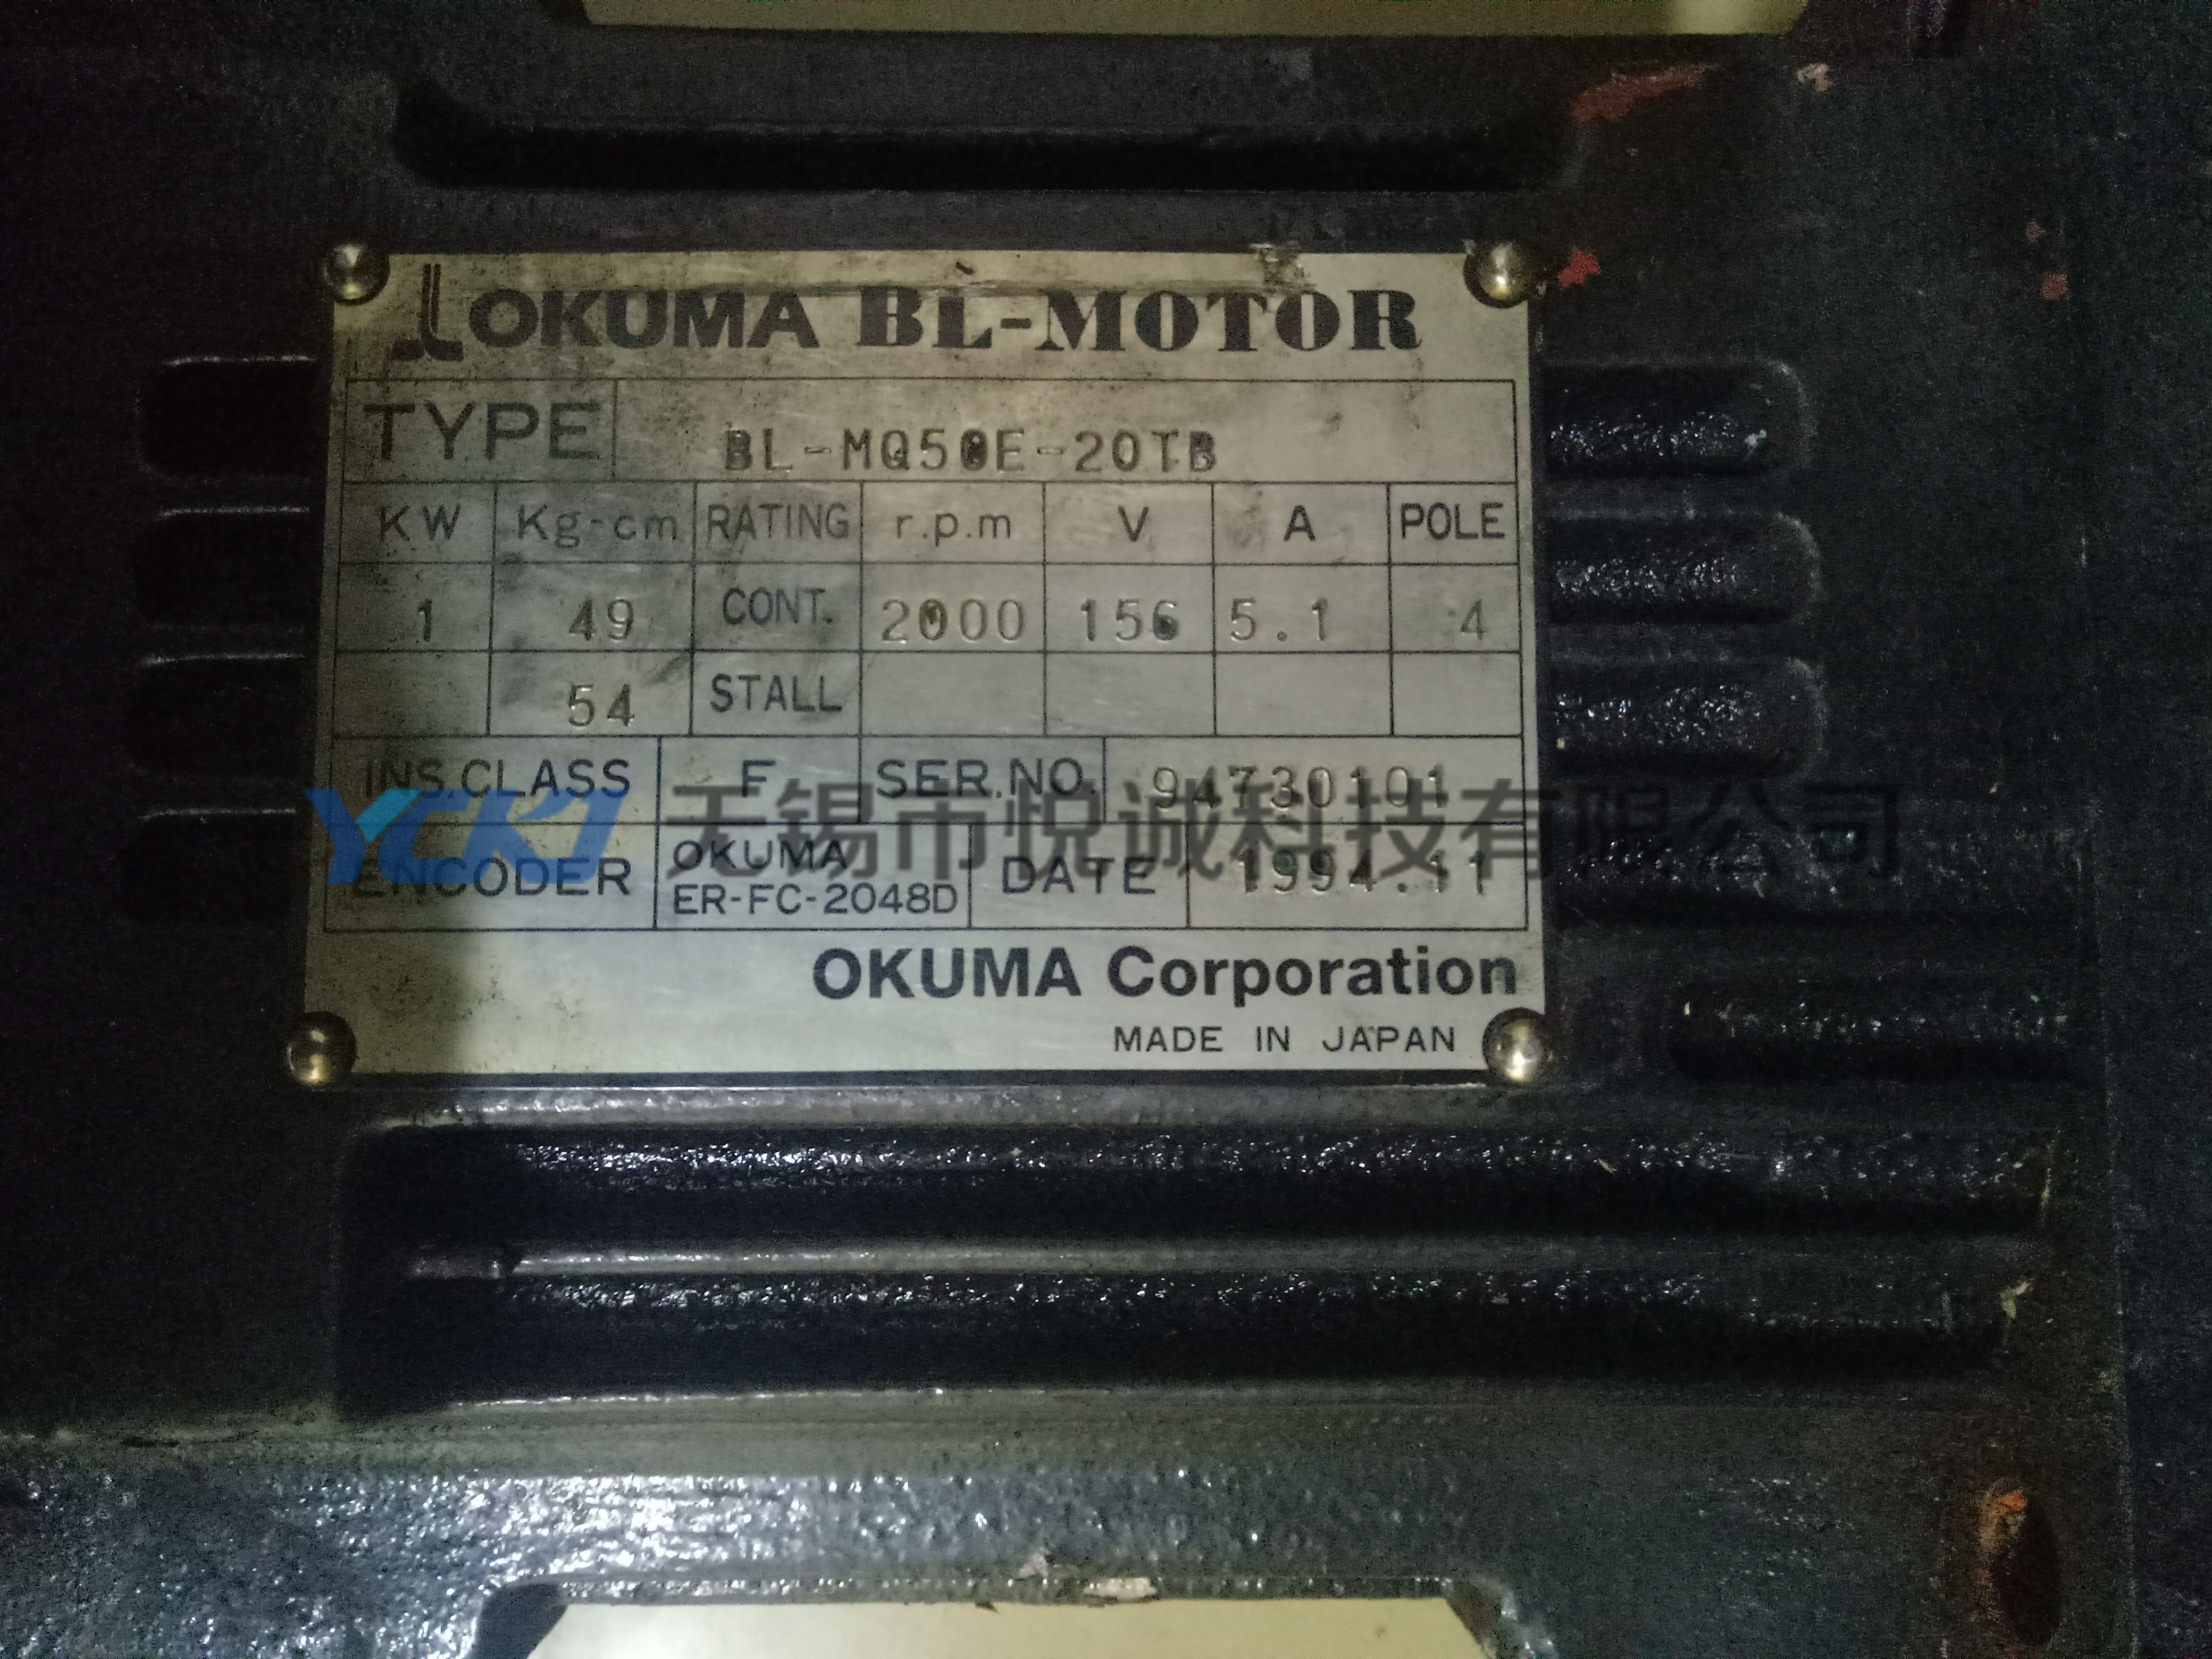 OKUMA BL-MOTOR
TYPE BL-MQ50E-20TB
KW Kg-cm RATING r.p.m V A POLE
1 49 CONT. 2000 156 5.1 4
54 STALL
INS.CLASS F SER.NO. 94730101
YCKJ 无锡市悦诚科技有限公司
ENCODER OKUMA ER-FC-2048D DATE 1994.11
OKUMA Corporation
MADE IN JAPAN